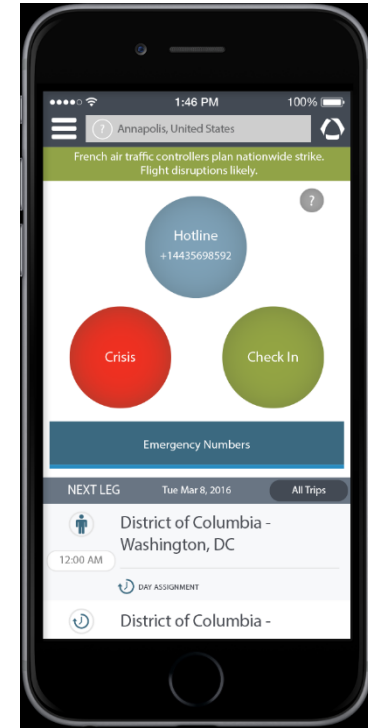 1:46 PM
100%
? Annapolis, United States
French air traffic controllers plan nationwide strike.
Flight disruptions likely.
?
Hotline
+14435698592
Crisis
Check In
Emergency Numbers
NEXT LEG Tue Mar 8, 2016 All Trips
District of Columbia -
Washington, DC
12:00 AM
DAY ASSIGNMENT
District of Columbia -